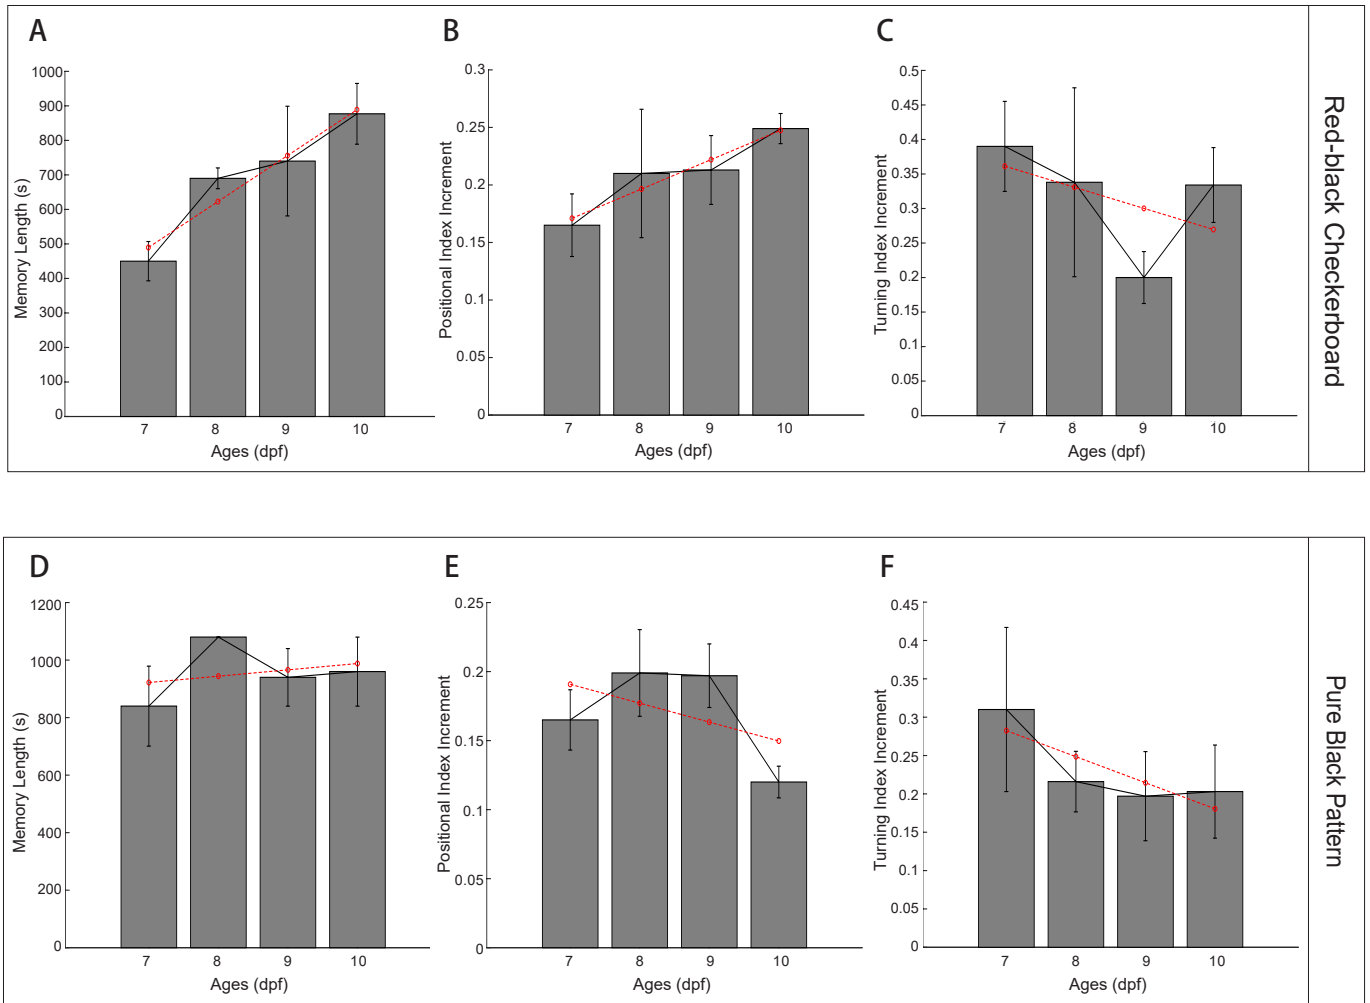 A
Memory Length (s)
1000
900
800
700
600
500
400
300
200
100
0
7 8 9 10
Ages (dpf)
B
Positional Index Increment
0.3
0.25
0.2
0.15
0.1
0.05
0
7 8 9 10
Ages (dpf)
C
Turning Index Increment
0.5
0.45
0.4
0.35
0.3
0.25
0.2
0.15
0.1
0.05
0
7 8 9 10
Ages (dpf)
Red-black Checkerboard
D
Memory Length (s)
1200
1000
800
600
400
200
0
7 8 9 10
Ages (dpf)
E
Positional Index Increment
0.25
0.2
0.15
0.1
0.05
0
7 8 9 10
Ages (dpf)
F
Turning Index Increment
0.45
0.4
0.35
0.3
0.25
0.2
0.15
0.1
0.05
0
7 8 9 10
Ages (dpf)
Pure Black Pattern